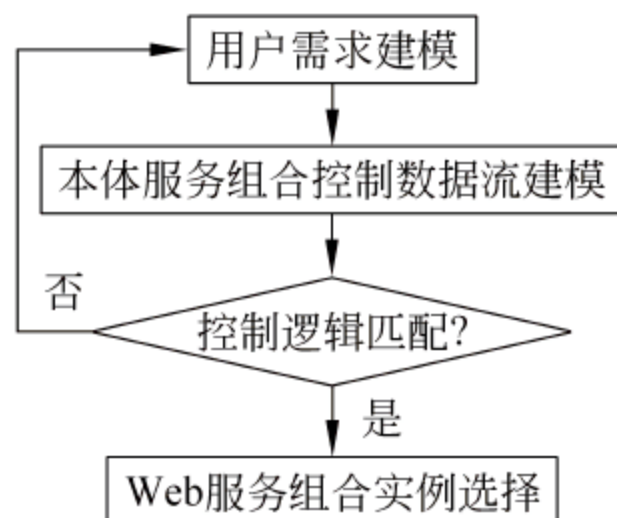 用户需求建模
本体服务组合控制数据流建模
否
控制逻辑匹配?
是
Web服务组合实例选择